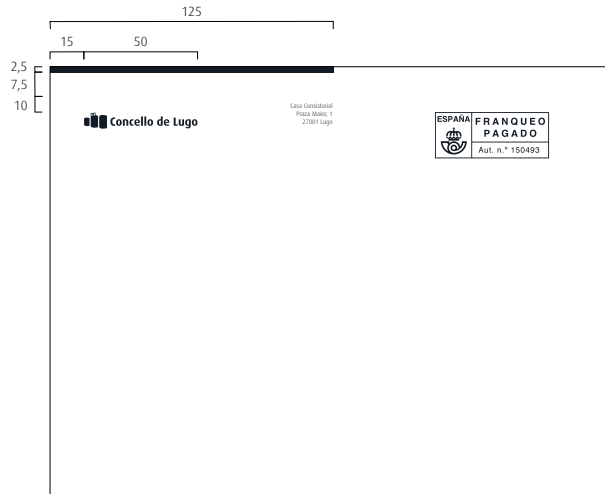 125
15
50
2,5
7,5
10
Concello de Lugo
Casa Consistorial
Praza Maior, 1
27001 Lugo
ESPAÑA
FRANQUEO
PAGADO
Aut. n.º 150493